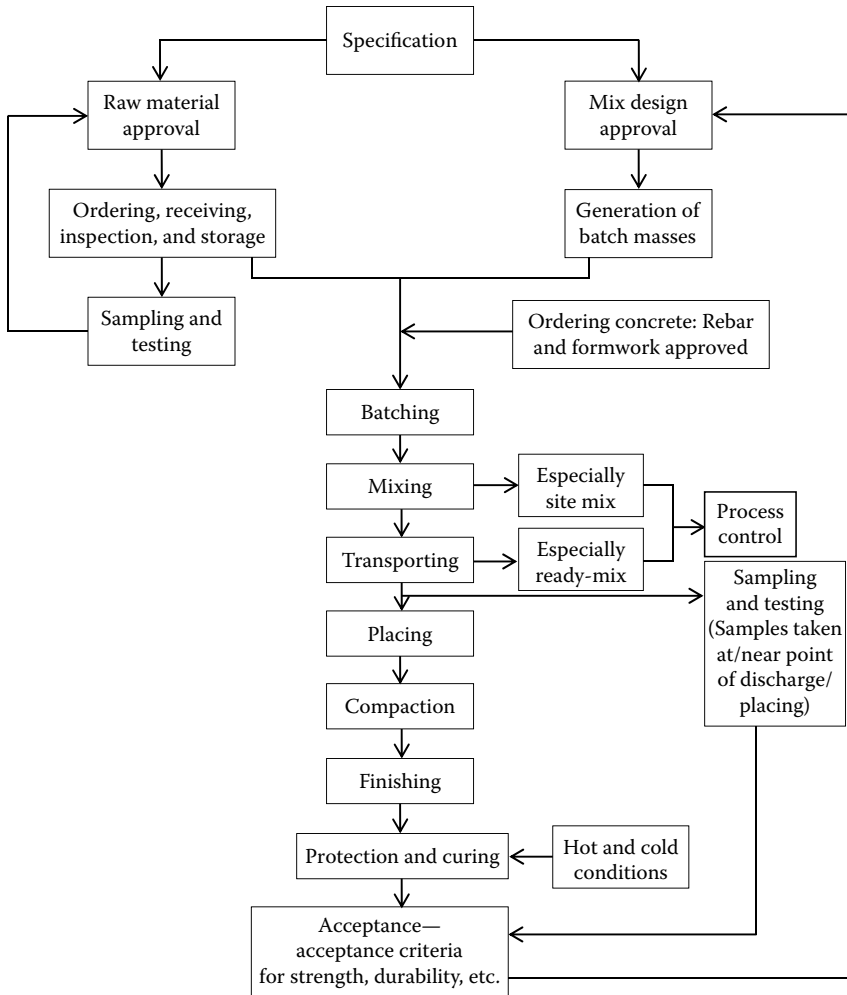 Specification
Raw material
approval
Mix design
approval
Ordering, receiving,
inspection, and storage
Generation of
batch masses
Sampling and
testing
Ordering concrete: Rebar
and formwork approved
Batching
Mixing
Especially
site mix
Process
control
Transporting
Especially
ready-mix
Sampling
and testing
(Samples taken
at/near point
of discharge/
placing)
Placing
Compaction
Finishing
Protection and curing
Hot and cold
conditions
Acceptance—
acceptance criteria
for strength, durability, etc.